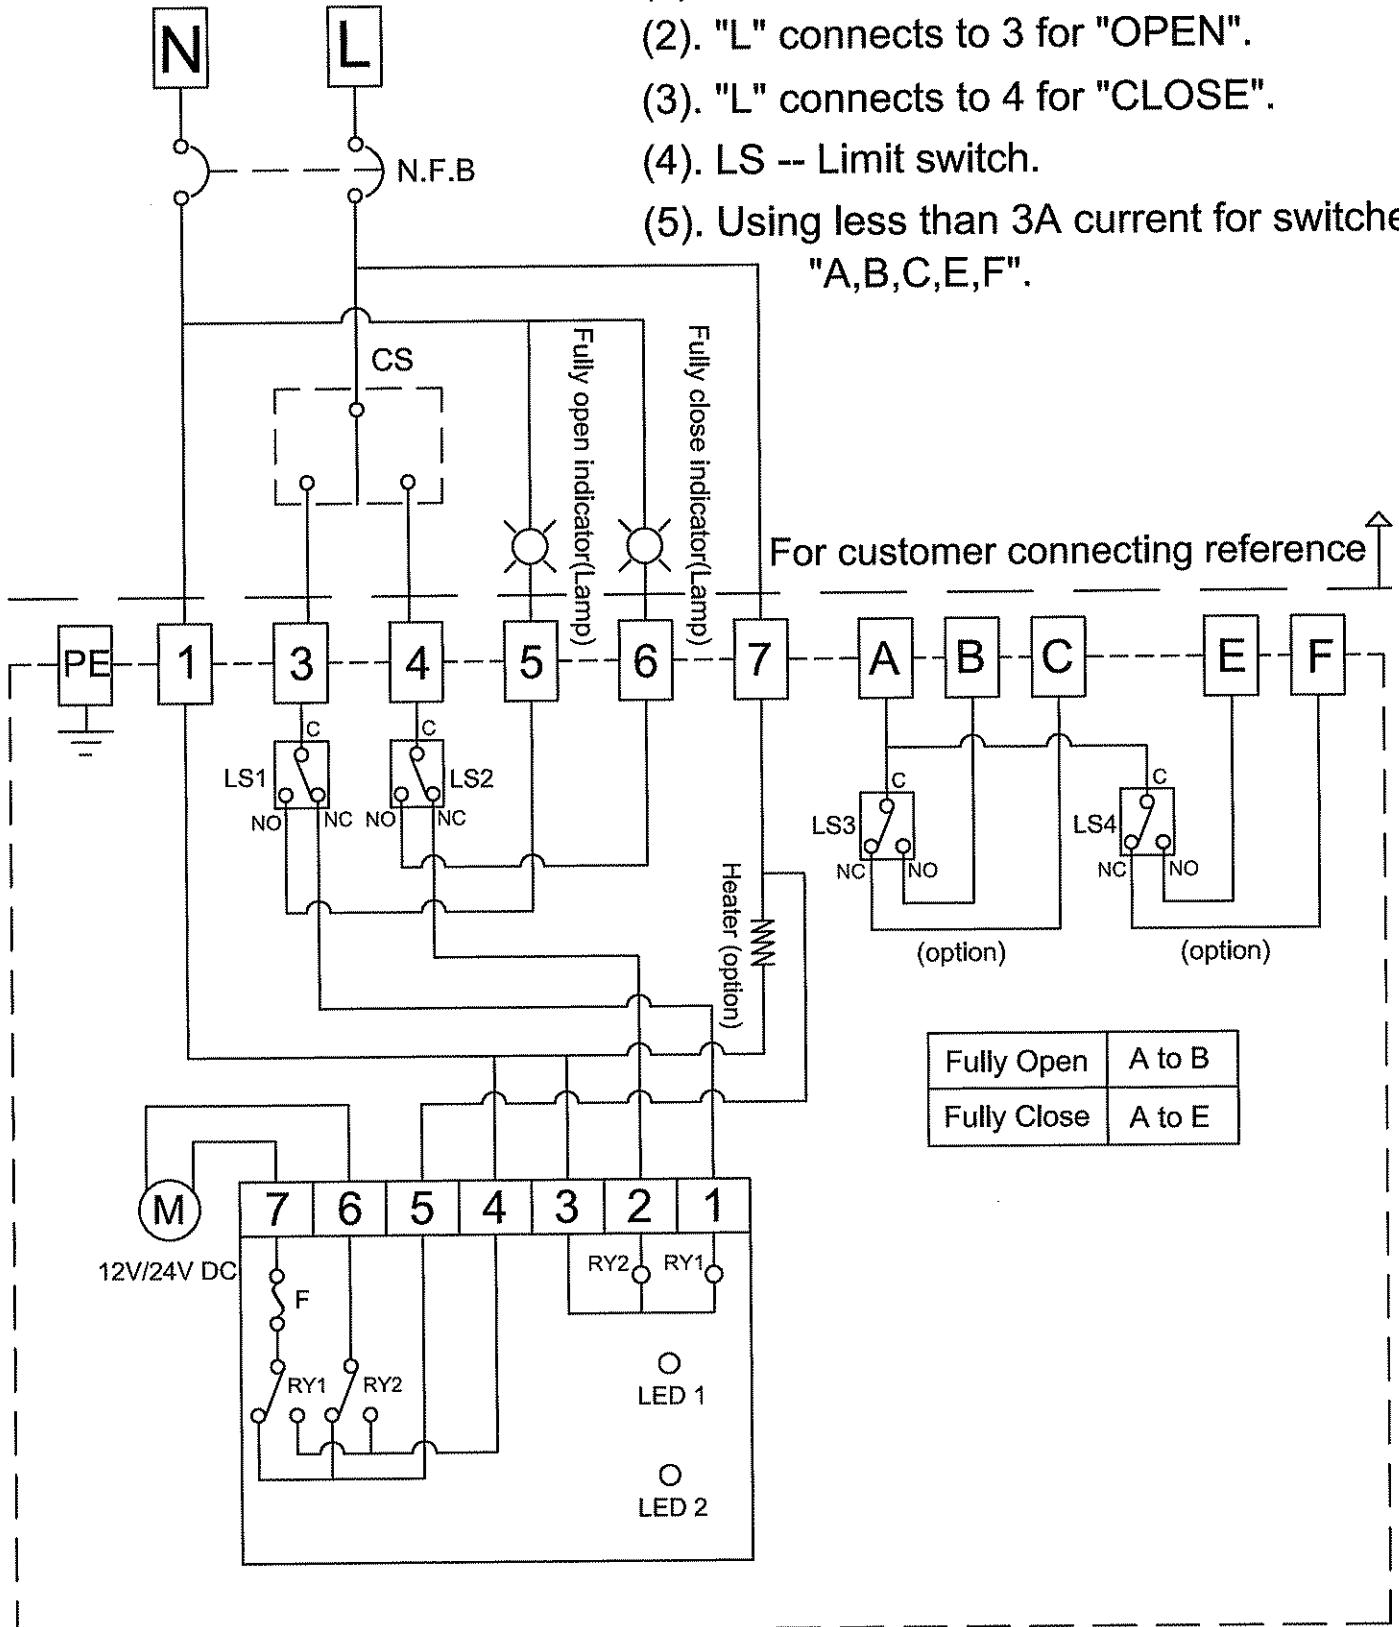 N L
(2). "L" connects to 3 for "OPEN".
(3). "L" connects to 4 for "CLOSE".
(4). LS -- Limit switch.
(5). Using less than 3A current for switche
"A,B,C,E,F".
N.F.B
CS
Fully open indicator(Lamp)
Fully close indicator(Lamp)
For customer connecting reference
PE 1 3 4 5 6 7 A B C E F
C C
LS1 LS2
NO NC NO NC
C C
LS3 LS4
NC NO NC NO
(option) (option)
Heater (option)
Fully Open A to B
Fully Close A to E
M
12V/24V DC
7 6 5 4 3 2 1
RY2 RY1
F
RY1 RY2
LED 1
LED 2